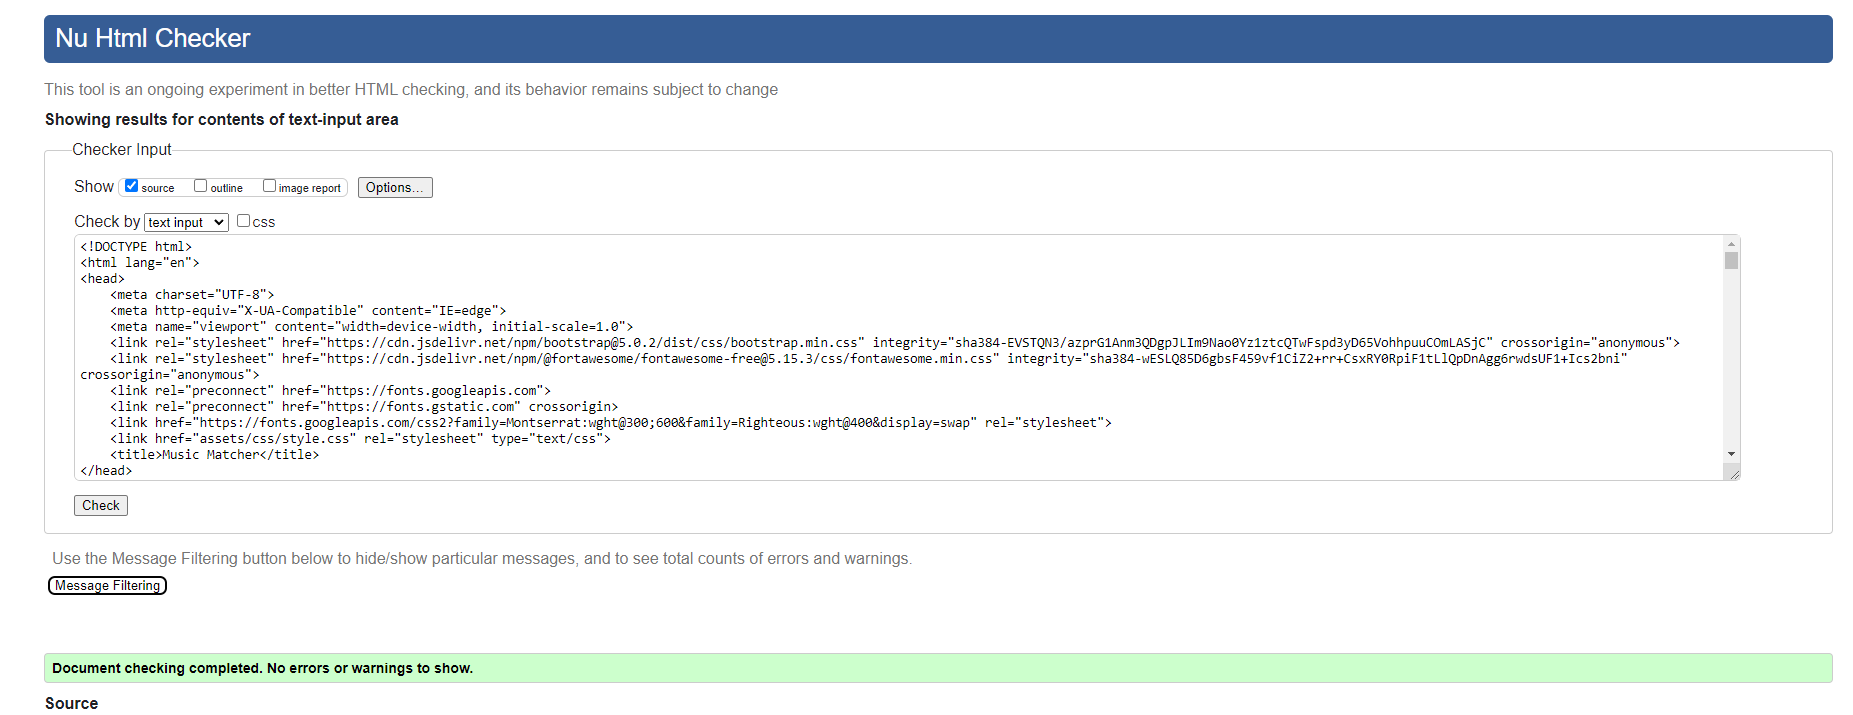 Nu Html Checker
This tool is an ongoing experiment in better HTML checking, and its behavior remains subject to change
Showing results for contents of text-input area
Checker Input
Show source outline image report Options...
Check by text input css
<!DOCTYPE html>
<html lang="en">
<head>
    <meta charset="UTF-8">
    <meta http-equiv="X-UA-Compatible" content="IE=edge">
    <meta name="viewport" content="width=device-width, initial-scale=1.0">
    <link rel="stylesheet" href="https://cdn.jsdelivr.net/npm/bootstrap@5.0.2/dist/css/bootstrap.min.css" integrity="sha384-EVSTQN3/azprG1Anm3QDgpJLIm9Nao0Yz1ztcQTwFspd3yD65VohhpuuCOmLASjC" crossorigin="anonymous">
    <link rel="stylesheet" href="https://cdn.jsdelivr.net/npm/@fortawesome/fontawesome-free@5.15.3/css/fontawesome.min.css" integrity="sha384-wESLQ85D6gbsF459vf1CiZ2+rr+CsxRY0RpiF1tLlQpDnAgg6rwdsUF1+Ics2bni"
crossorigin="anonymous">
    <link rel="preconnect" href="https://fonts.googleapis.com">
    <link rel="preconnect" href="https://fonts.gstatic.com" crossorigin>
    <link href="https://fonts.googleapis.com/css2?family=Montserrat:wght@300;600&family=Righteous:wght@400&display=swap" rel="stylesheet">
    <link href="assets/css/style.css" rel="stylesheet" type="text/css">
    <title>Music Matcher</title>
</head>
Check
Use the Message Filtering button below to hide/show particular messages, and to see total counts of errors and warnings.
Message Filtering
Document checking completed. No errors or warnings to show.
Source